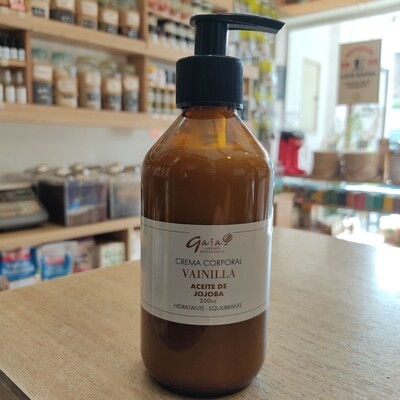 gaia
CREMA CORPORAL
VAINILLA
ACEITE DE
JOJOBA
250cc
HIDRATANTE - EQUILIBRANTE